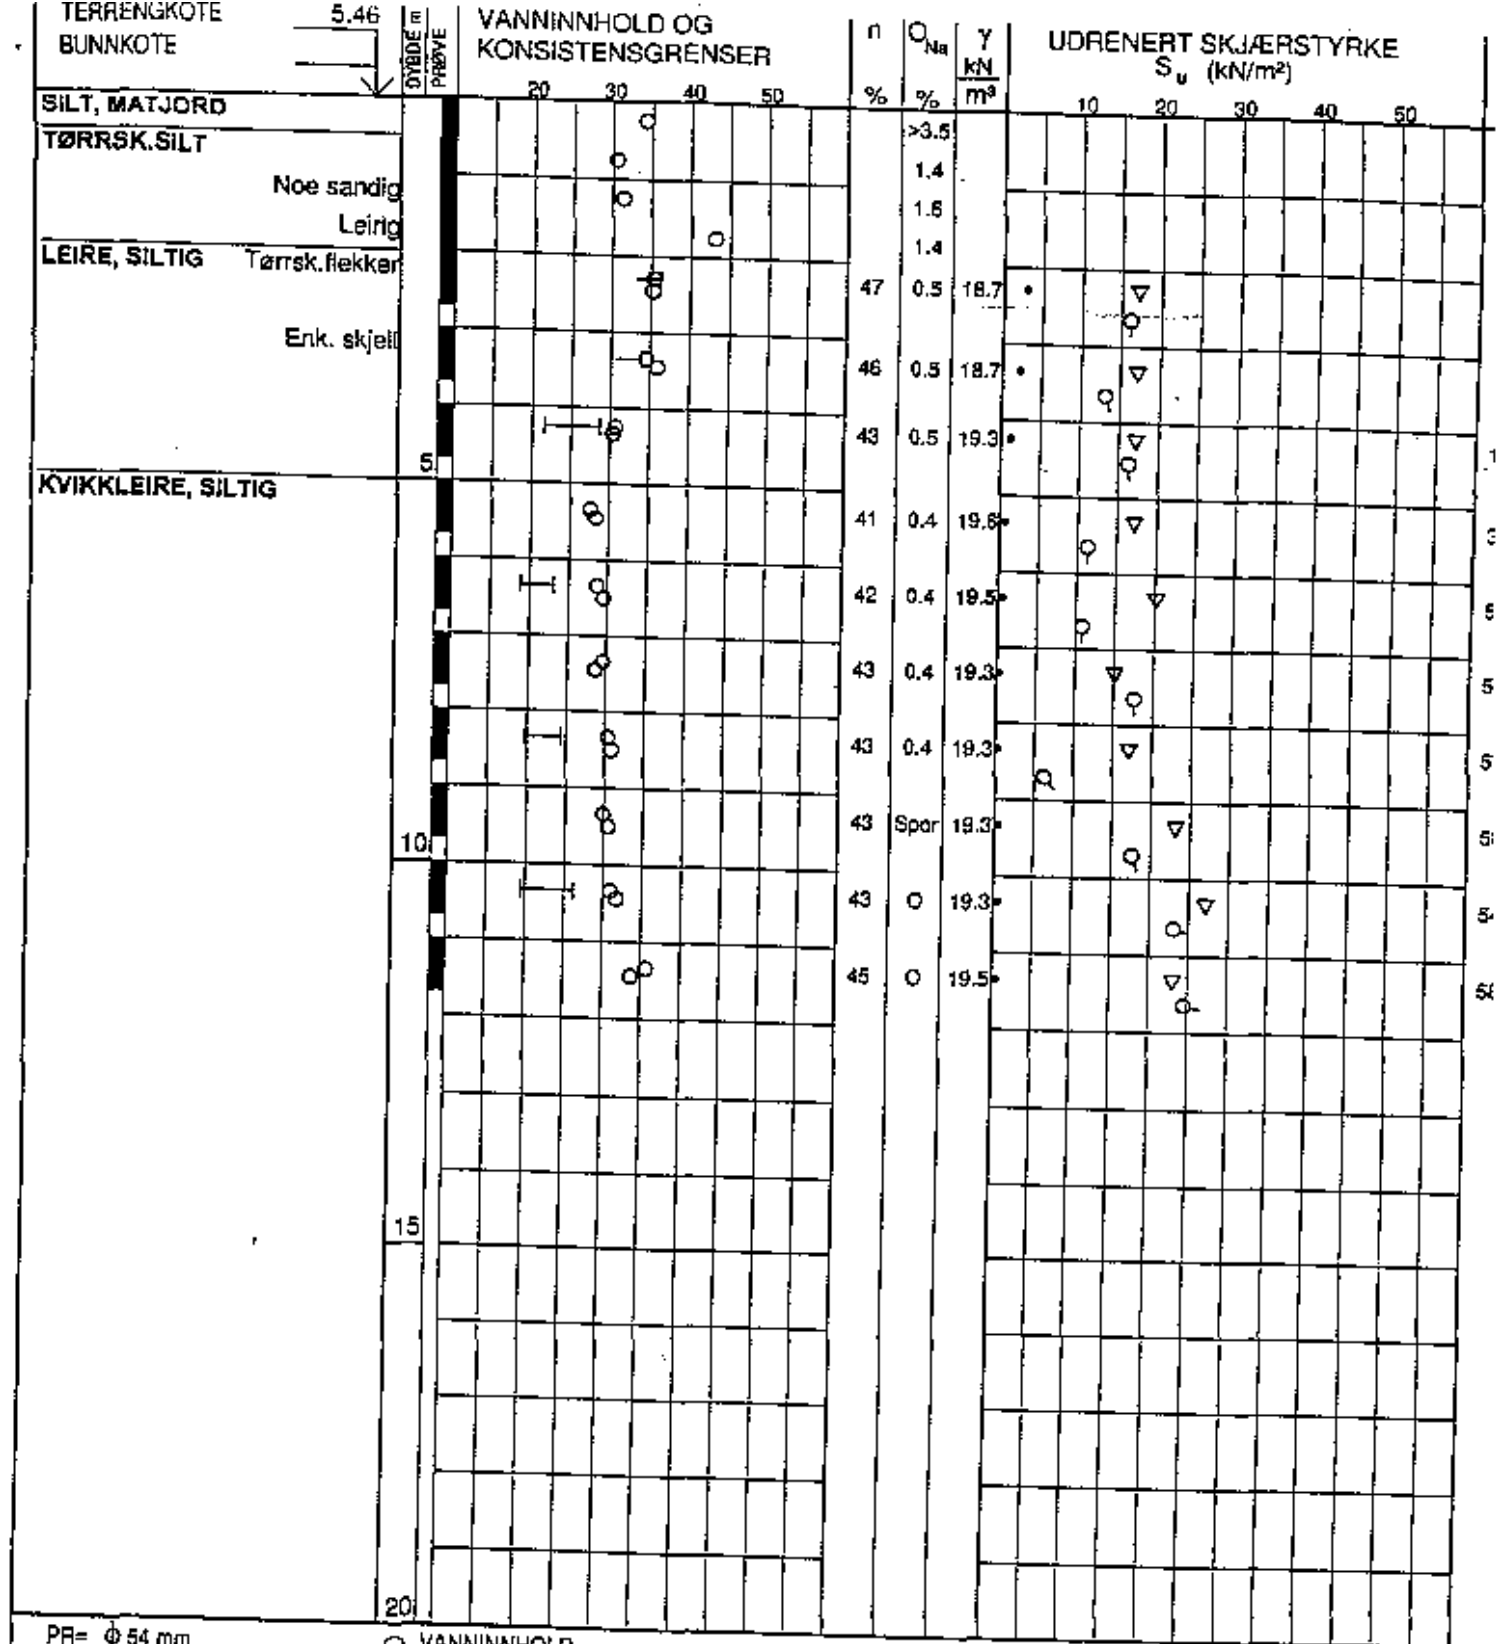 TERRENGKOTE 5.46
BUNNKOTE
DYBDE m
PRØVE
VANNINNHOLD OG
KONSISTENSGRENSER
20 30 40 50
n
%
O Na
%
γ
kN
m³
UDRENERT SKJÆRSTYRKE
S u (kN/m²)
10 20 30 40 50
SILT, MATJORD
>3.5
TØRRSK.SILT
1.4
Noe sandig
1.6
Leirig
1.4
LEIRE, SILTIG Tørrsk.flekker
47 0.5 18.7
Enk. skjell
46 0.5 18.7
43 0.5 19.3
5
KVIKKLEIRE, SILTIG
41 0.4 19.6
42 0.4 19.5
43 0.4 19.3
43 0.4 19.3
43 Spor 19.3
10
43 O 19.3
45 O 19.5
15
20
PR= Φ 54 mm
VANNINNHOLD